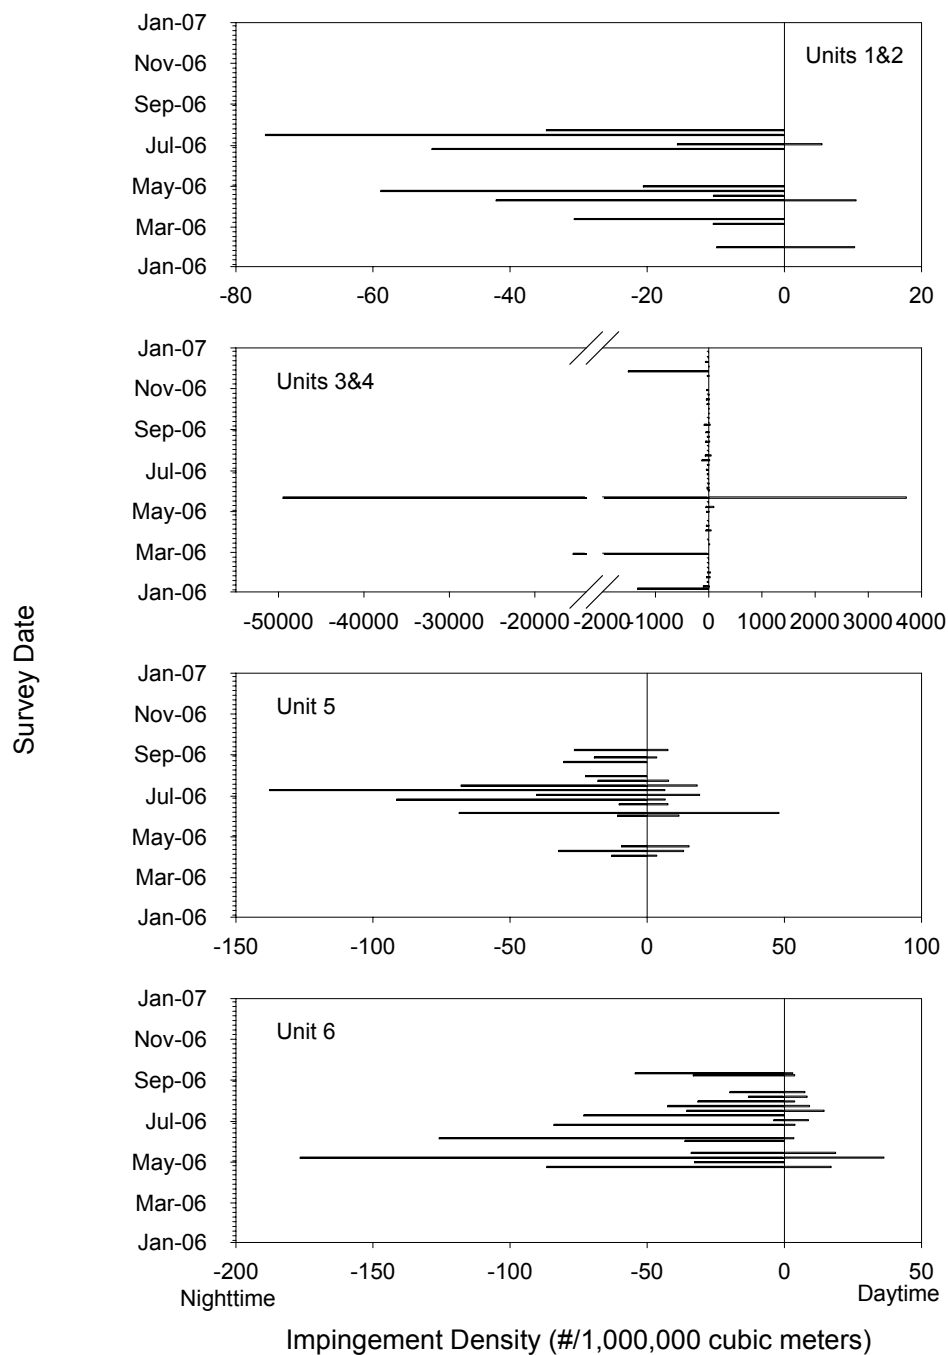 Jan-07
Units 1&2
Nov-06
Sep-06
Jul-06
May-06
Mar-06
Jan-06
-80 -60 -40 -20 0 20
Jan-07
Units 3&4
Nov-06
Sep-06
Jul-06
May-06
Mar-06
Jan-06
-50000 -40000 -30000 -20000 -2000 -1000 0 1000 2000 3000 4000
Survey Date
Jan-07
Unit 5
Nov-06
Sep-06
Jul-06
May-06
Mar-06
Jan-06
-150 -100 -50 0 50 100
Jan-07
Unit 6
Nov-06
Sep-06
Jul-06
May-06
Mar-06
Jan-06
-200 -150 -100 -50 0 50
Nighttime Daytime
Impingement Density (#/1,000,000 cubic meters)